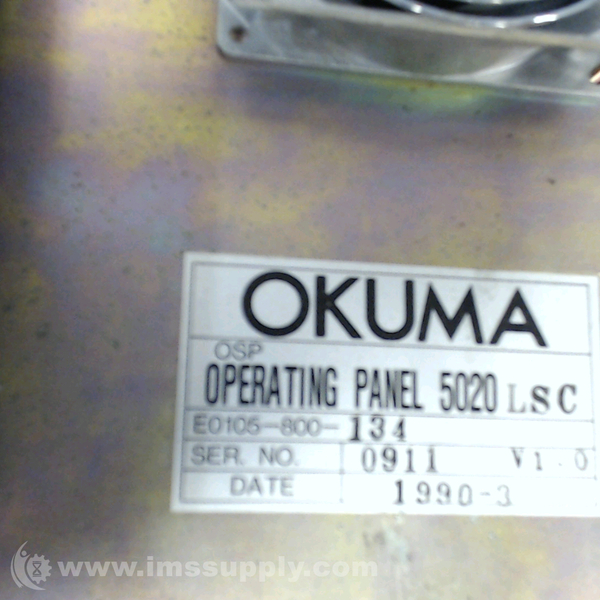 OKUMA
OSP
OPERATING PANEL 5020 LSC
E0105-800-134
SER. NO. 0911 V1.0
DATE 1990-3
www.imssupply.com